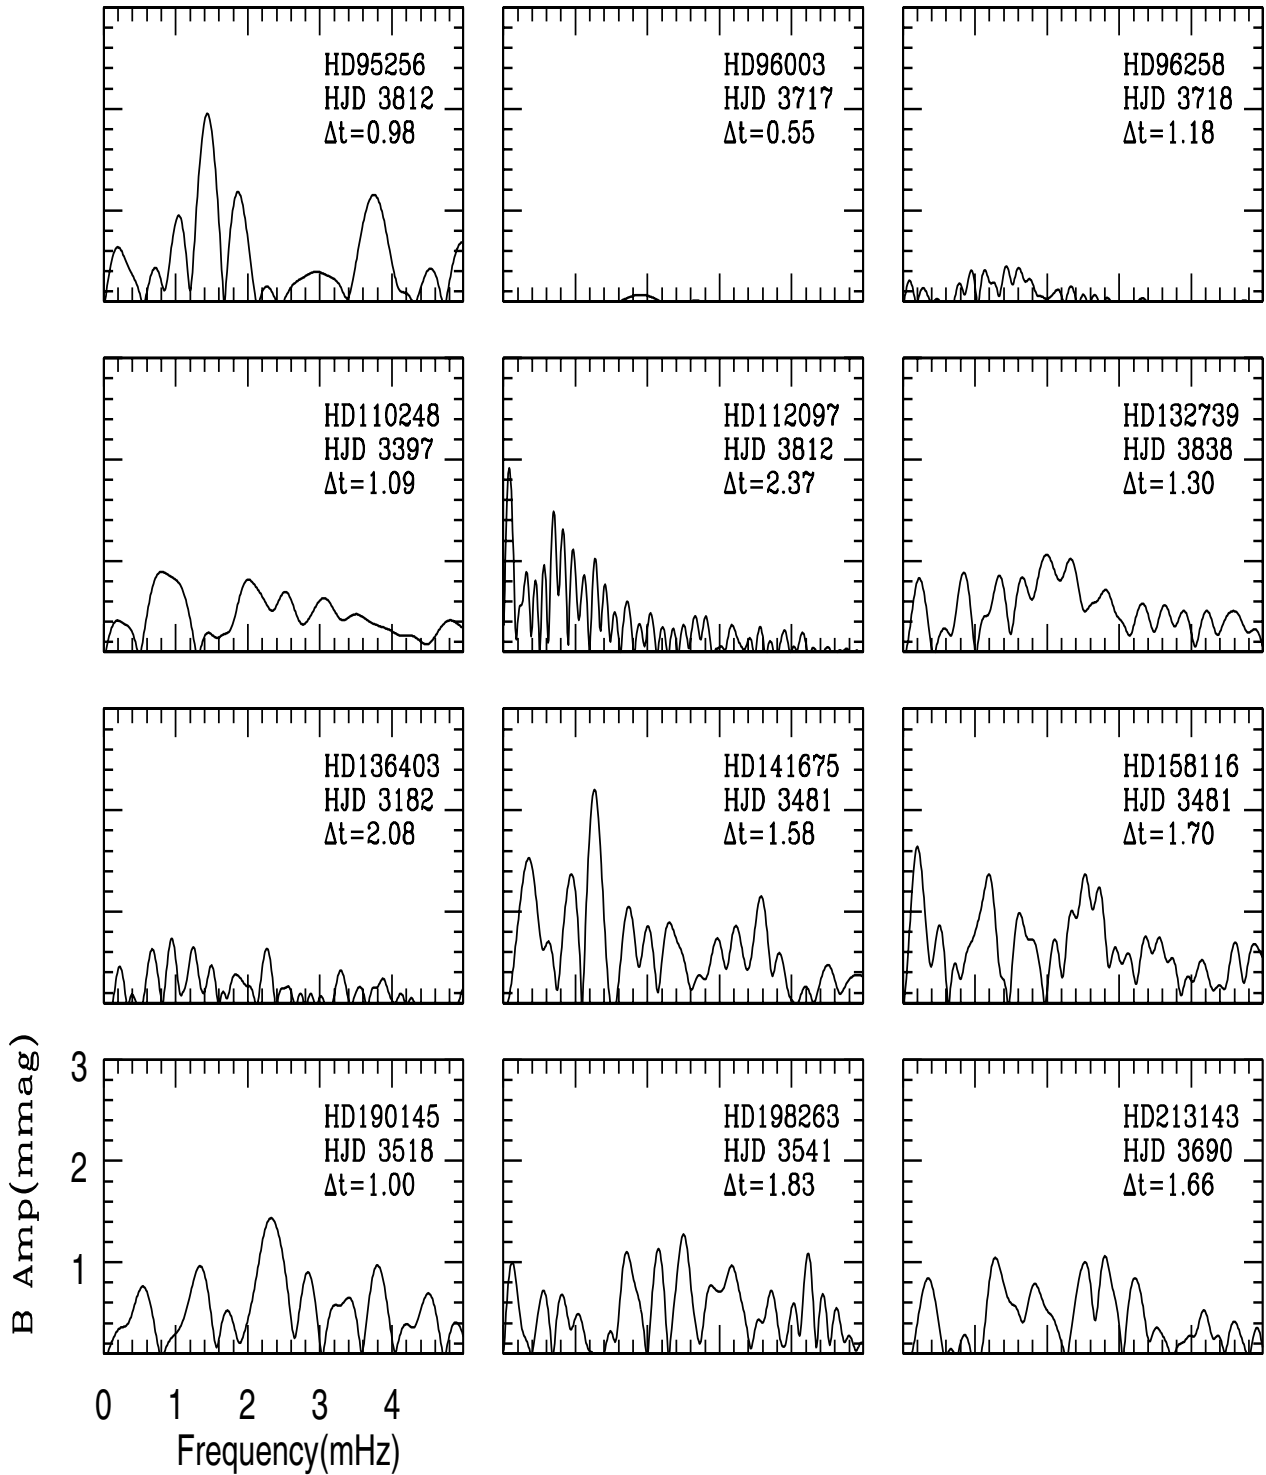 HD95256
HJD 3812
Δt=0.98
HD96003
HJD 3717
Δt=0.55
HD96258
HJD 3718
Δt=1.18
HD110248
HJD 3397
Δt=1.09
HD112097
HJD 3812
Δt=2.37
HD132739
HJD 3838
Δt=1.30
HD136403
HJD 3182
Δt=2.08
HD141675
HJD 3481
Δt=1.58
HD158116
HJD 3481
Δt=1.70
HD190145
HJD 3518
Δt=1.00
HD198263
HJD 3541
Δt=1.83
HD213143
HJD 3690
Δt=1.66
B Amp(mmag)
3
2
1
0 1 2 3 4
Frequency(mHz)